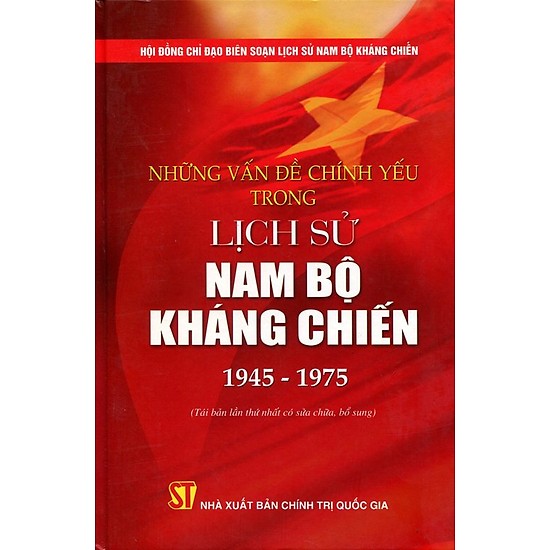 HỘI ĐỒNG CHỈ ĐẠO BIÊN SOẠN LỊCH SỬ NAM BỘ KHÁNG CHIẾN
NHỮNG VẤN ĐỀ CHÍNH YẾU
TRONG
LỊCH SỬ
NAM BỘ
KHÁNG CHIẾN
1945 - 1975
(Tái bản lần thứ nhất có sửa chữa, bổ sung)
ST
NHÀ XUẤT BẢN CHÍNH TRỊ QUỐC GIA